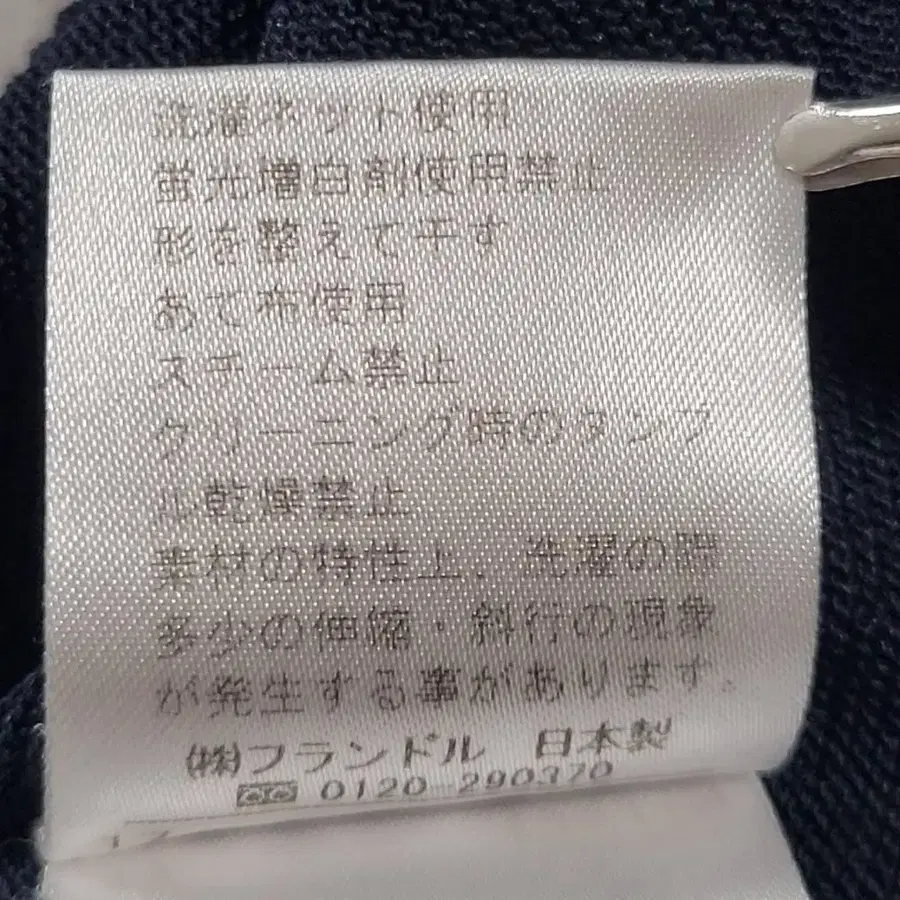 洗濯ネット使用
蛍光増白剤使用禁止
形を整えて干す
あて布使用
スチーム禁止
クリーニング時のタンブ
ル乾燥禁止
素材の特性上、洗濯の際
多少の伸縮・斜行の現象
が発生する事があります。
㈱フランドル 日本製
0120-290370